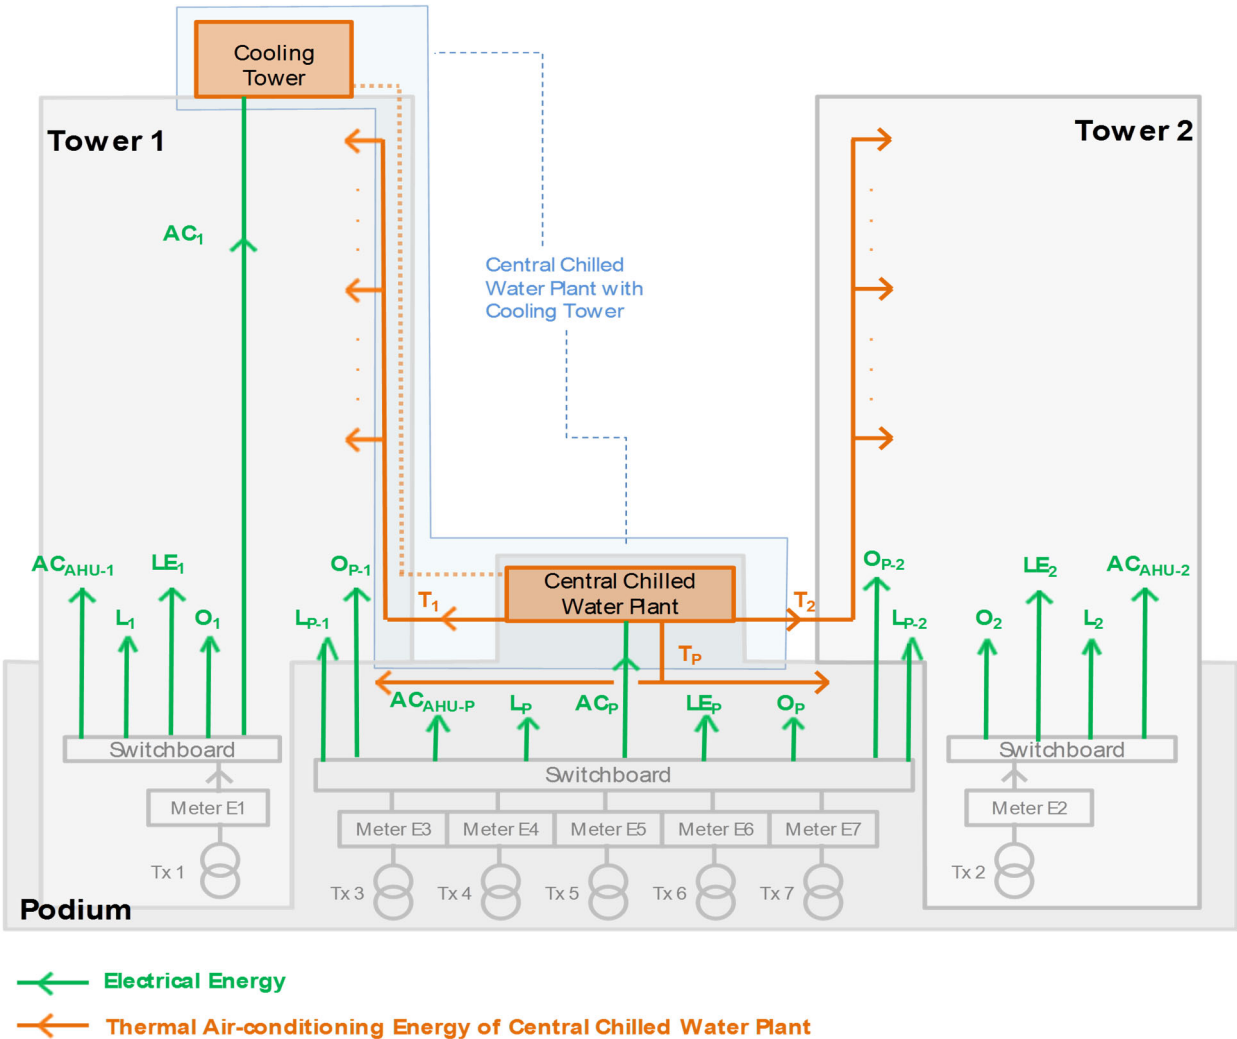 Cooling
Tower
Tower 1
Tower 2
AC1
Central Chilled
Water Plant with
Cooling Tower
ACAHU-1
LE1
L1
O1
OP-1
LP-1
T1
Central Chilled
Water Plant
T2
TP
OP-2
LP-2
O2
LE2
L2
ACAHU-2
ACAHU-P
LP
ACP
LEP
OP
Switchboard
Switchboard
Switchboard
Meter E1
Meter E3
Meter E4
Meter E5
Meter E6
Meter E7
Meter E2
Tx 1
Tx 3
Tx 4
Tx 5
Tx 6
Tx 7
Tx 2
Podium
Electrical Energy
Thermal Air-conditioning Energy of Central Chilled Water Plant